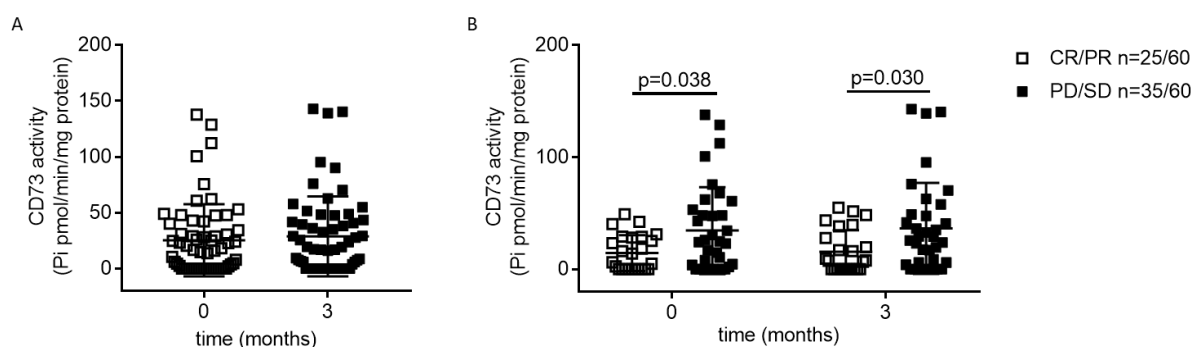 A
CD73 activity
(Pi pmol/min/mg protein)
200
150
100
50
0
0
3
time (months)
B
CD73 activity
(Pi pmol/min/mg protein)
200
100
0
p=0.038
p=0.030
0
3
time (months)
CR/PR n=25/60
PD/SD n=35/60